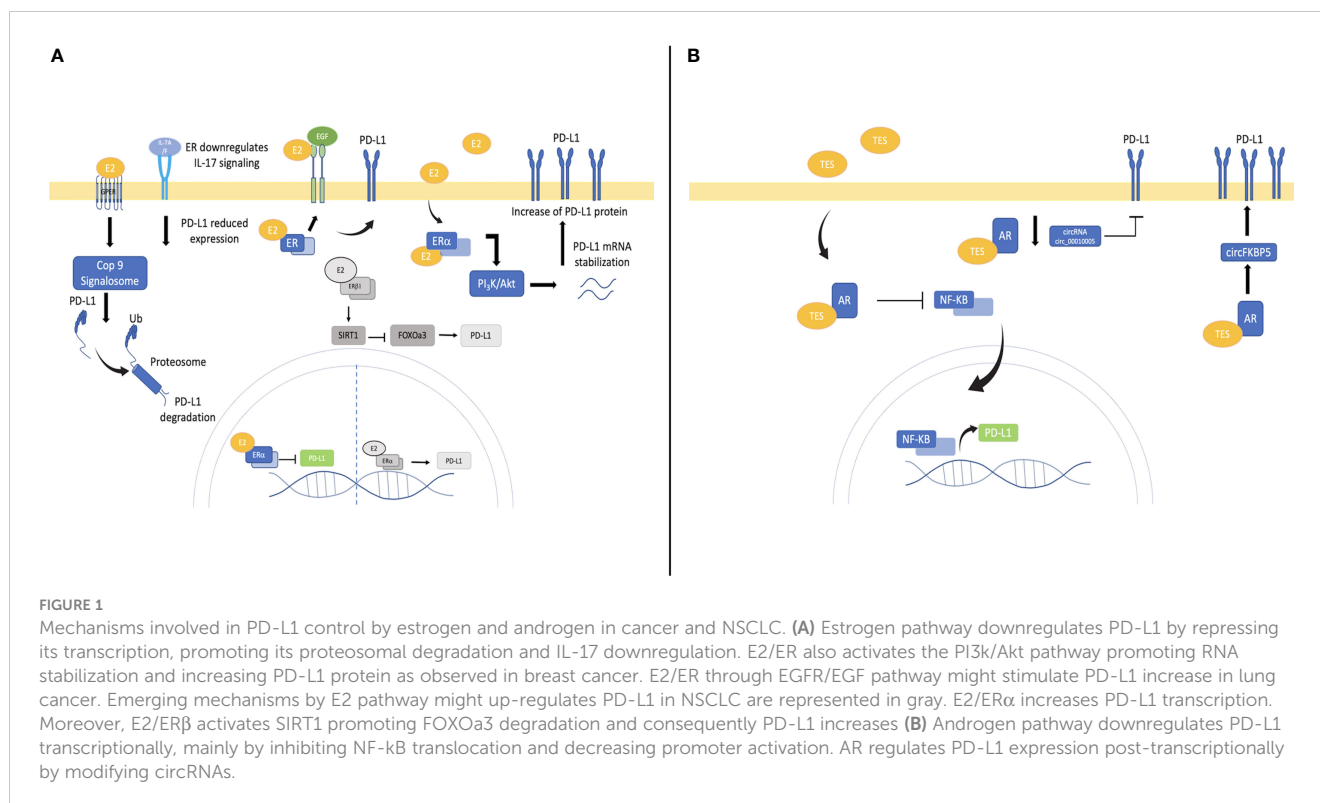 A
E2
GPER
IL-7A
/F
ER downregulates
IL-17 signaling
PD-L1 reduced
expression
Cop 9
Signalosome
PD-L1
Ub
Proteosome
PD-L1
degradation
E2
EGF
PD-L1
E2
ER
E2
ERβI
SIRT1
FOXOa3
PD-L1
E2
E2
E2
ERα
PI3K/Akt
PD-L1
Increase of PD-L1 protein
PD-L1 mRNA
stabilization
E2
ERα
PD-L1
E2
ERα
PD-L1
B
TES
TES
TES
AR
NF-KB
TES
AR
circRNA
circ_00010005
PD-L1
PD-L1
circFKBP5
TES
AR
NF-KB
PD-L1
FIGURE 1
Mechanisms involved in PD-L1 control by estrogen and androgen in cancer and NSCLC. (A) Estrogen pathway downregulates PD-L1 by repressing
its transcription, promoting its proteosomal degradation and IL-17 downregulation. E2/ER also activates the PI3k/Akt pathway promoting RNA
stabilization and increasing PD-L1 protein as observed in breast cancer. E2/ER through EGFR/EGF pathway might stimulate PD-L1 increase in lung
cancer. Emerging mechanisms by E2 pathway might up-regulates PD-L1 in NSCLC are represented in gray. E2/ERα increases PD-L1 transcription.
Moreover, E2/ERβ activates SIRT1 promoting FOXOa3 degradation and consequently PD-L1 increases (B) Androgen pathway downregulates PD-L1
transcriptionally, mainly by inhibiting NF-kB translocation and decreasing promoter activation. AR regulates PD-L1 expression post-transcriptionally
by modifying circRNAs.